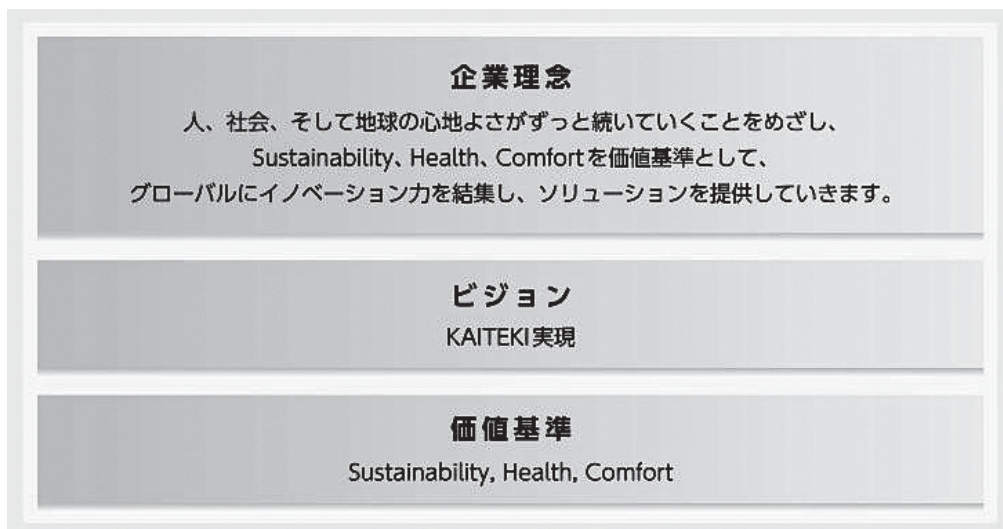 企業理念
人、社会、そして地球の心地よさがずっと続いていくことをめざし、
Sustainability、Health、Comfortを価値基準として、
グローバルにイノベーション力を結集し、ソリューションを提供していきます。
ビジョン
KAITEKI実現
価値基準
Sustainability, Health, Comfort